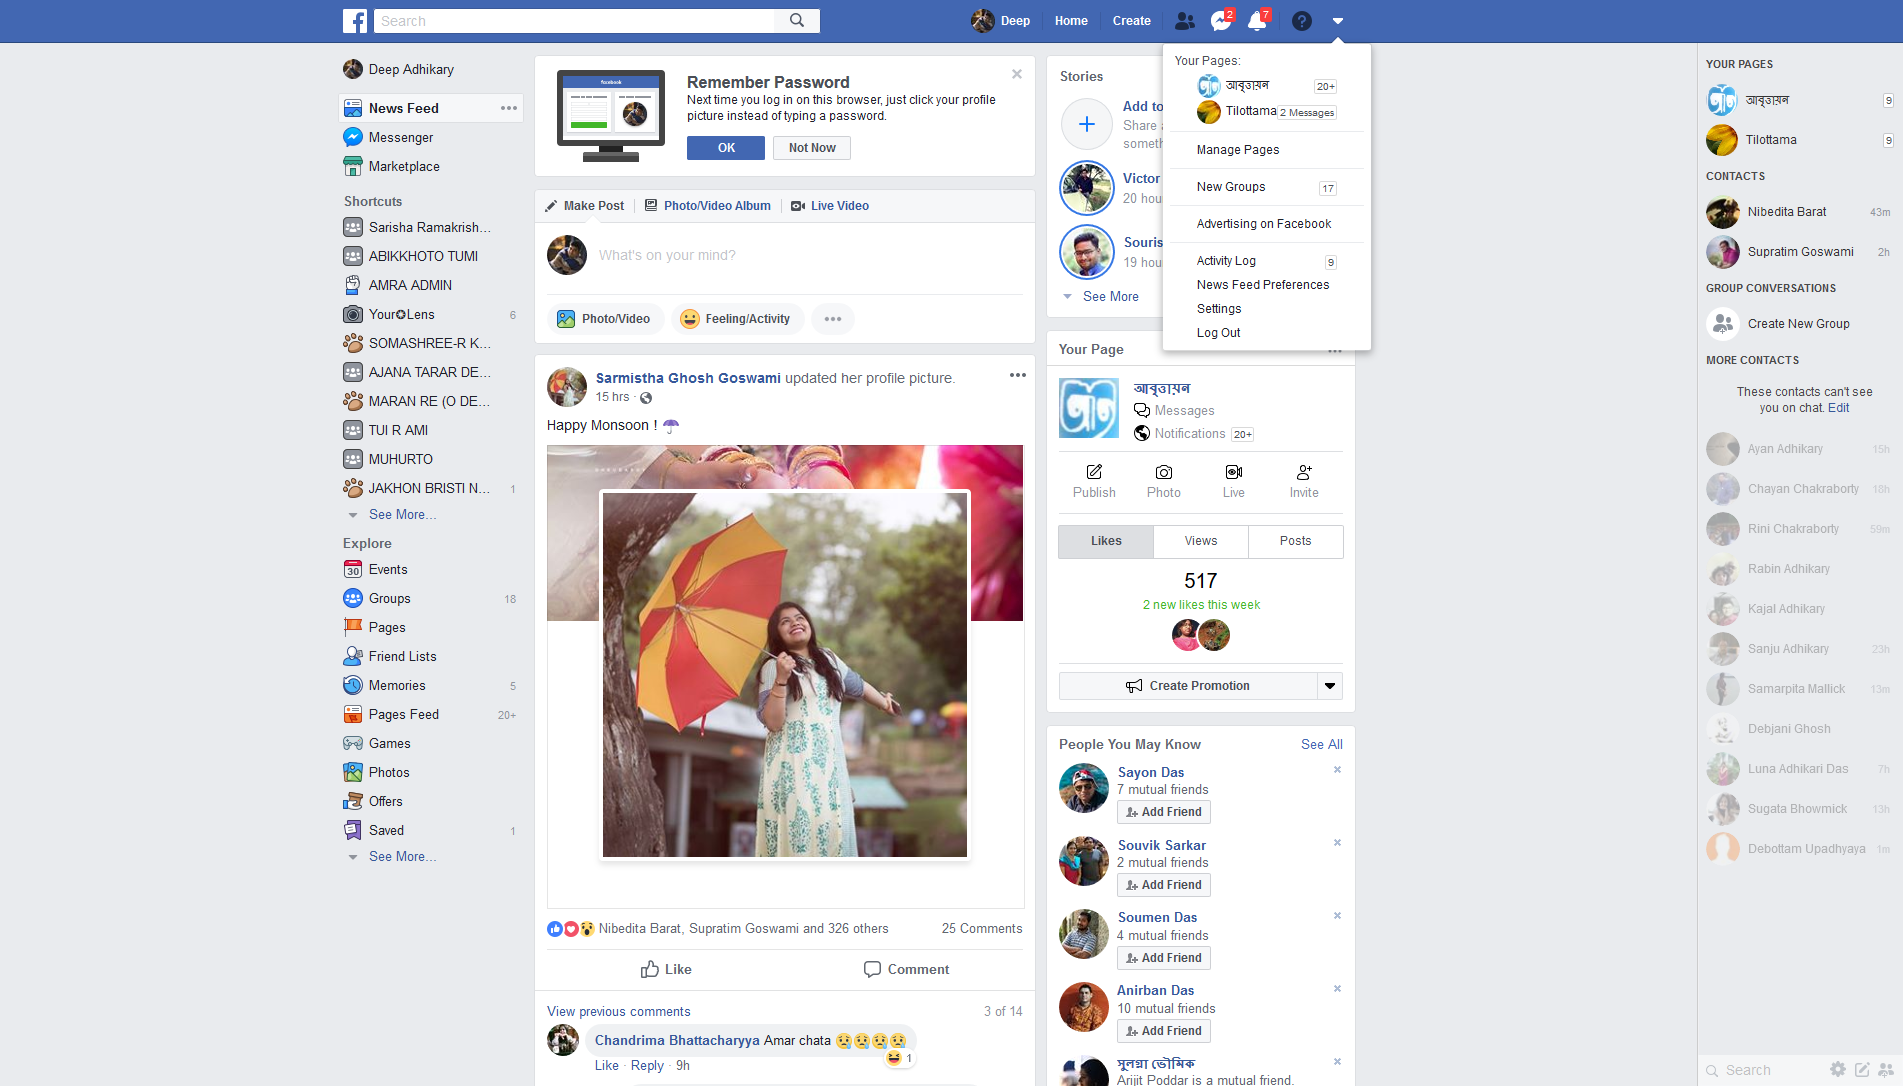 Search
Deep
Home
Create
2
7
Deep Adhikary
News Feed
Messenger
Marketplace
Shortcuts
Sarisha Ramakrish...
ABIKKHOTO TUMI
AMRA ADMIN
Your✪Lens 6
SOMASHREE-R K...
AJANA TARAR DE...
MARAN RE (O DE...
TUI R AMI
MUHURTO
JAKHON BRISTI N... 1
See More...
Explore
30
Events
Groups 18
Pages
Friend Lists
Memories 5
Pages Feed 20+
Games
Photos
Offers
Saved 1
See More...
facebook
Remember Password
Next time you log in on this browser, just click your profile
picture instead of typing a password.
OK
Not Now
Make Post
Photo/Video Album
Live Video
What's on your mind?
Photo/Video
Feeling/Activity
Sarmistha Ghosh Goswami updated her profile picture.
15 hrs ·
Happy Monsoon ! ☂
Nibedita Barat, Supratim Goswami and 326 others
25 Comments
Like
Comment
View previous comments
3 of 14
Chandrima Bhattacharyya Amar chata 😢😢😢😢
1
Like · Reply · 9h
Stories
Add to
Share a
someth
Victor
20 hou
Souris
19 hou
See More
Your Pages:
আবৃত্তায়ন 20+
Tilottama 2 Messages
Manage Pages
New Groups 17
Advertising on Facebook
Activity Log 9
News Feed Preferences
Settings
Log Out
Your Page
আবৃত্তায়ন
Messages
Notifications 20+
Publish
Photo
Live
Invite
Likes
Views
Posts
517
2 new likes this week
Create Promotion
People You May Know
See All
Sayon Das
7 mutual friends
Add Friend
Souvik Sarkar
2 mutual friends
Add Friend
Soumen Das
4 mutual friends
Add Friend
Anirban Das
10 mutual friends
Add Friend
সুলগ্না ভৌমিক
Arijit Poddar is a mutual friend.
YOUR PAGES
আবৃত্তায়ন 9
Tilottama 9
CONTACTS
Nibedita Barat 43m
Supratim Goswami 2h
GROUP CONVERSATIONS
Create New Group
MORE CONTACTS
These contacts can't see
you on chat. Edit
Ayan Adhikary 15h
Chayan Chakraborty 18h
Rini Chakraborty 59m
Rabin Adhikary
Kajal Adhikary
Sanju Adhikary 23h
Samarpita Mallick 13m
Debjani Ghosh
Luna Adhikari Das 7h
Sugata Bhowmick 13h
Debottam Upadhyaya 1m
Search